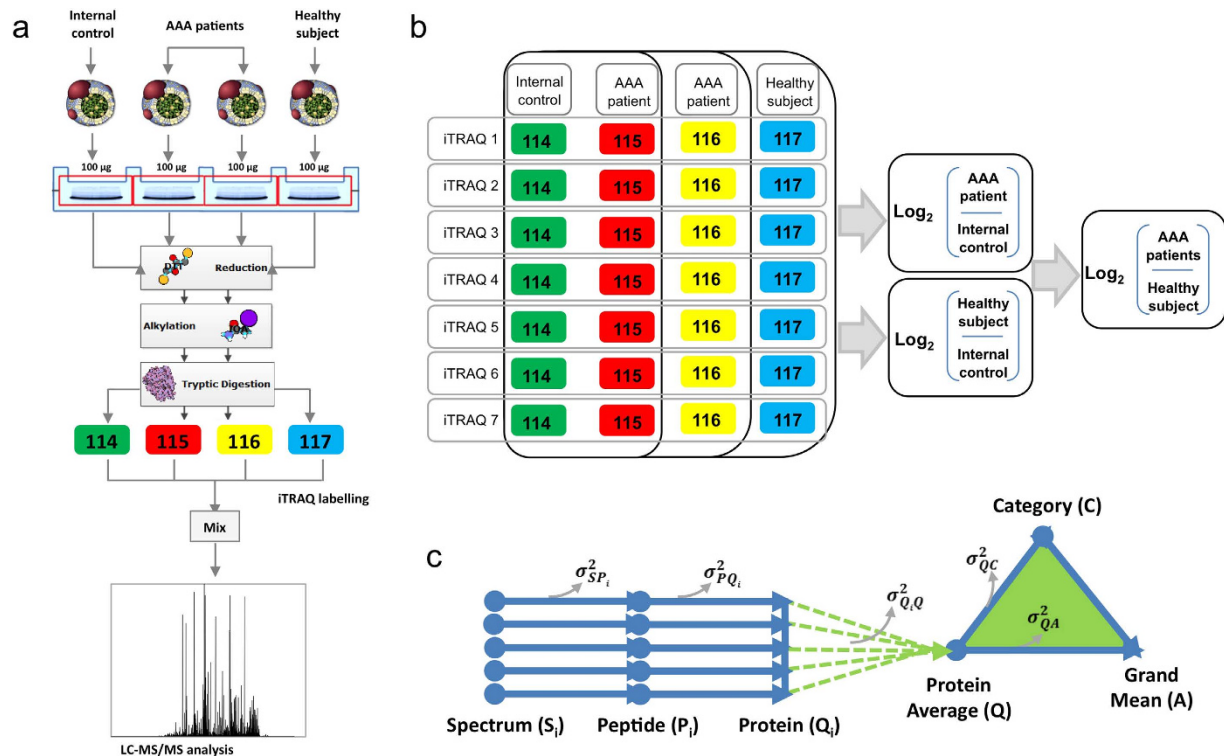 a
Internal
control
AAA patients
Healthy
subject
100 µg
100 µg
100 µg
100 µg
DTT
Reduction
Alkylation
IOA
Tryptic Digestion
114
115
116
117
iTRAQ labelling
Mix
LC-MS/MS analysis
b
Internal
control
AAA
patient
AAA
patient
Healthy
subject
iTRAQ 1
114
115
116
117
iTRAQ 2
114
115
116
117
iTRAQ 3
114
115
116
117
iTRAQ 4
114
115
116
117
iTRAQ 5
114
115
116
117
iTRAQ 6
114
115
116
117
iTRAQ 7
114
115
116
117
Log₂
AAA
patient
Internal
control
Log₂
Healthy
subject
Internal
control
Log₂
AAA
patients
Healthy
subject
c
σ²SPᵢ
σ²PQᵢ
σ²QᵢQ
σ²QC
σ²QA
Category (C)
Spectrum (Sᵢ)
Peptide (Pᵢ)
Protein (Qᵢ)
Protein
Average (Q)
Grand
Mean (A)